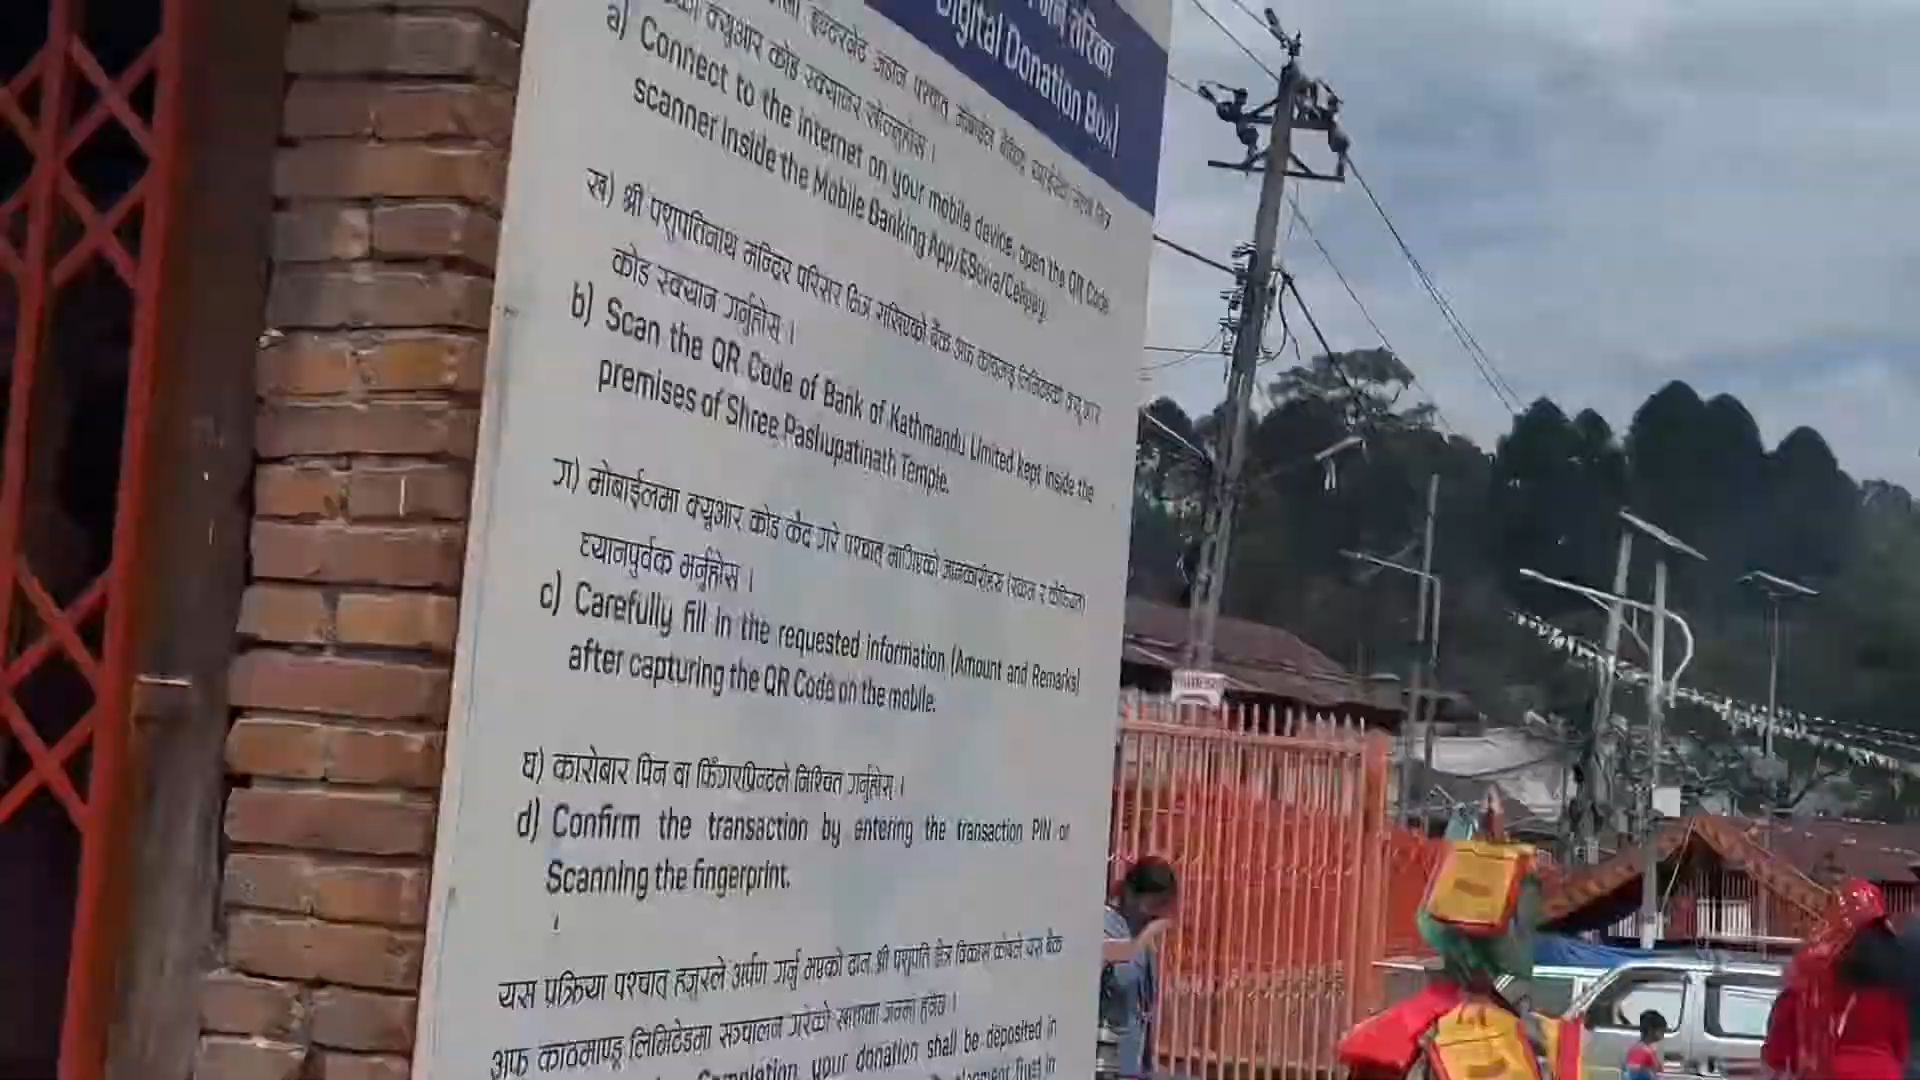 तरिका
Digital Donation Box)
क्यूआर कोड स्क्यानर खोल्नुहोस् ।
a) Connect to the internet on your mobile device, open the QR Code
scanner inside the Mobile Banking App/ESewa/Cellpay.
ख) श्री पशुपतिनाथ मन्दिर परिसर भित्र राखिएको बैंक अफ काठमाण्डू लिमिटेडको क्यू आर
कोड स्क्यान गर्नुहोस् ।
b) Scan the QR Code of Bank of Kathmandu Limited kept inside the
premises of Shree Pashupatinath Temple.
ग) मोबाईलमा क्यूआर कोड कैद गरे पश्चात् मागिएको जानकारीहरु (रकम र कैफियत)
ध्यानपुर्वक भर्नुहोस ।
c) Carefully fill in the requested information (Amount and Remarks)
after capturing the QR Code on the mobile.
घ) कारोबार पिन वा फिंगरप्रिन्टले निश्चित गर्नुहोस् ।
d) Confirm the transaction by entering the transaction PIN or
Scanning the fingerprint.
यस प्रक्रिया पश्चात् हजुरले अर्पण गर्नु भएको दान श्री पशुपति क्षेत्र विकास कोषले यस बैंक
अफ काठमाण्डू लिमिटेडमा सञ्चालन गरेको खातामा जम्मा हुनेछ ।
Completion, your donation shall be deposited in